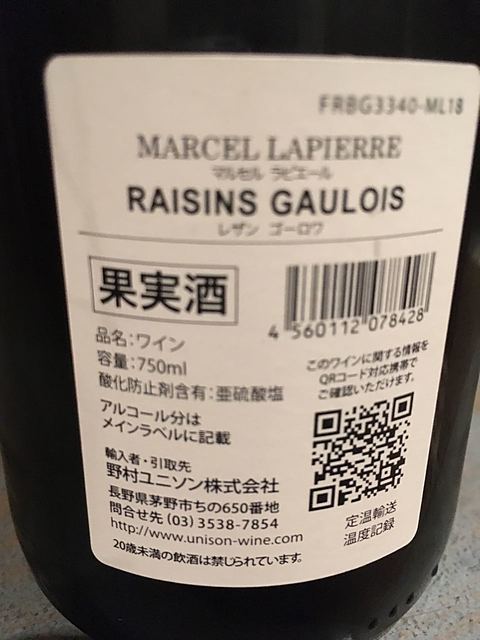 FRBG3340-ML18
MARCEL LAPIERRE
マルセル ラピエール
RAISINS GAULOIS
レザン ゴーロワ
果実酒
4 560112 078428
品名:ワイン
容量:750ml
酸化防止剤含有:亜硫酸塩
アルコール分は
メインラベルに記載
このワインに関する情報を
QRコード対応携帯で
ご確認いただけます。
輸入者・引取先
野村ユニソン株式会社
長野県茅野市ちの650番地
問合せ先 (03) 3538-7854
http://www.unison-wine.com
20歳未満の飲酒は禁じられています。
定温輸送
温度記録